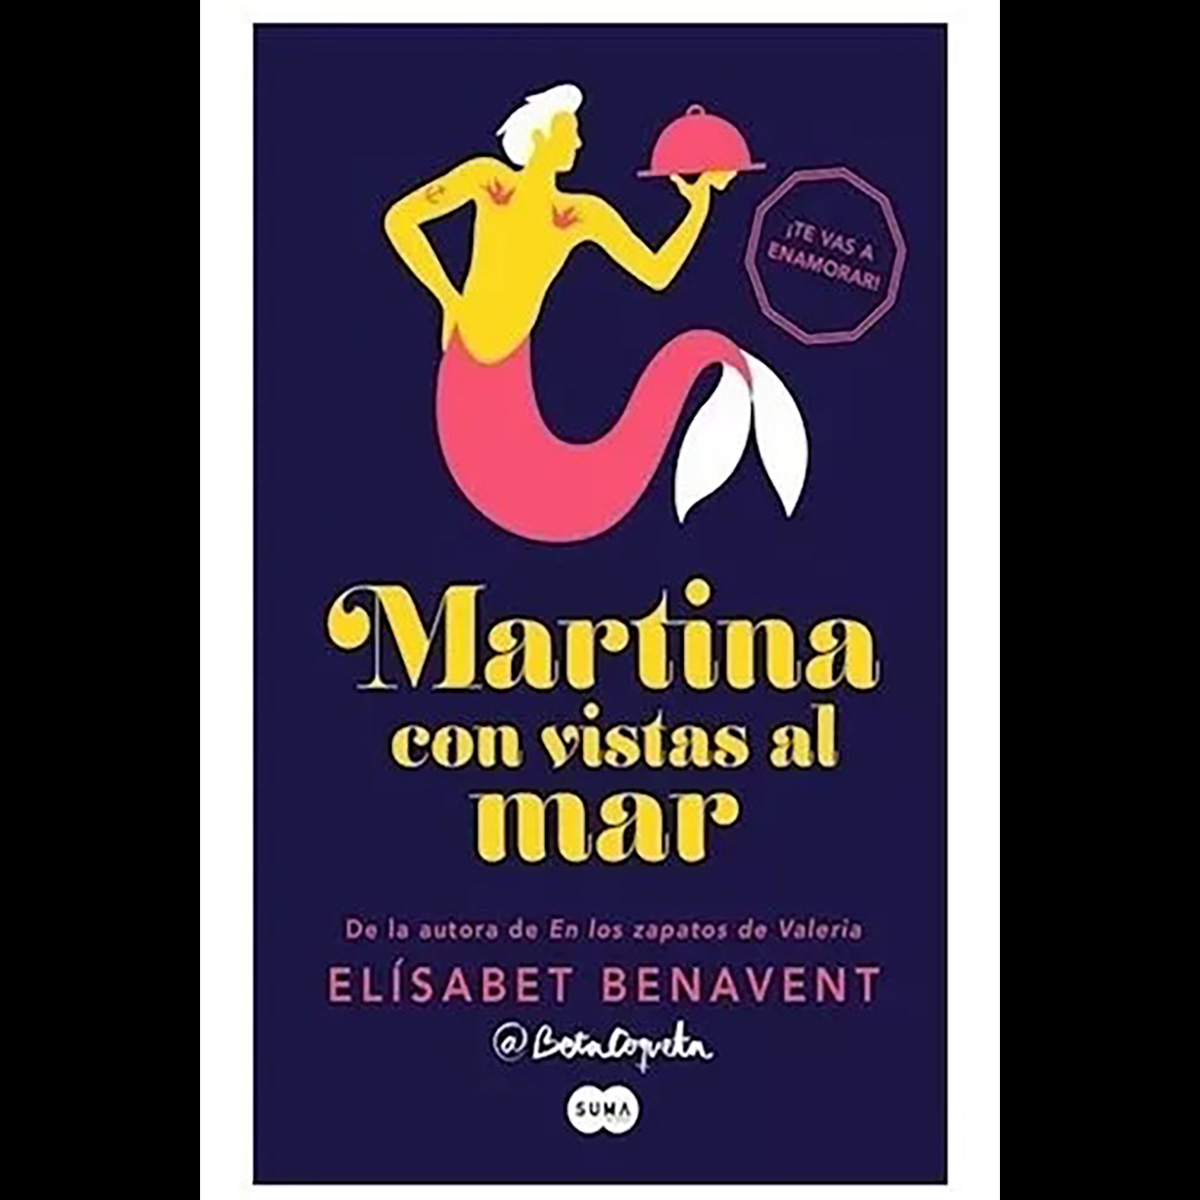 ¡TE VAS A
ENAMORAR!
Martina
con vistas al
mar
De la autora de En los zapatos de Valeria
ELÍSABET BENAVENT
@BetaCoqueta
SUMA